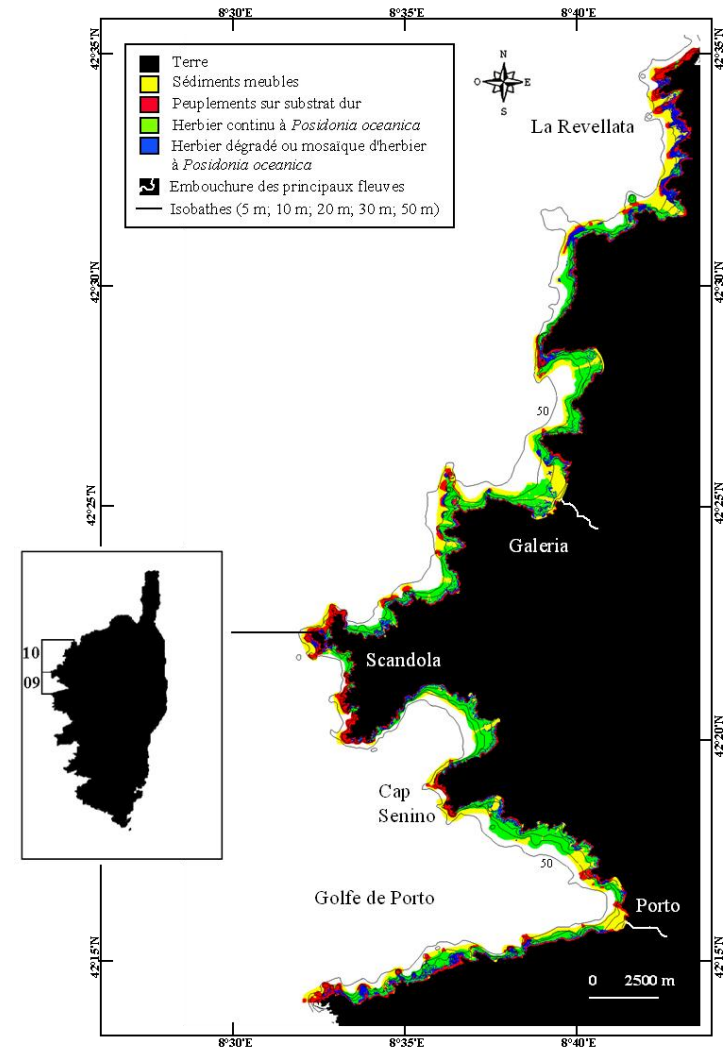 8°30'E 8°35'E 8°40'E
42°35'N
42°30'N
42°25'N
42°20'N
42°15'N
Terre
Sédiments meubles
Peuplements sur substrat dur
Herbier continu à Posidonia oceanica
Herbier dégradé ou mosaïque d'herbier
à Posidonia oceanica
Embouchure des principaux fleuves
Isobathes (5 m; 10 m; 20 m; 30 m; 50 m)
N
O E
S
La Revellata
50
Galeria
10
09
Scandola
Cap
Senino
50
Golfe de Porto
Porto
0 2500 m
42°35'N
42°30'N
42°25'N
42°20'N
42°15'N
8°30'E 8°35'E 8°40'E